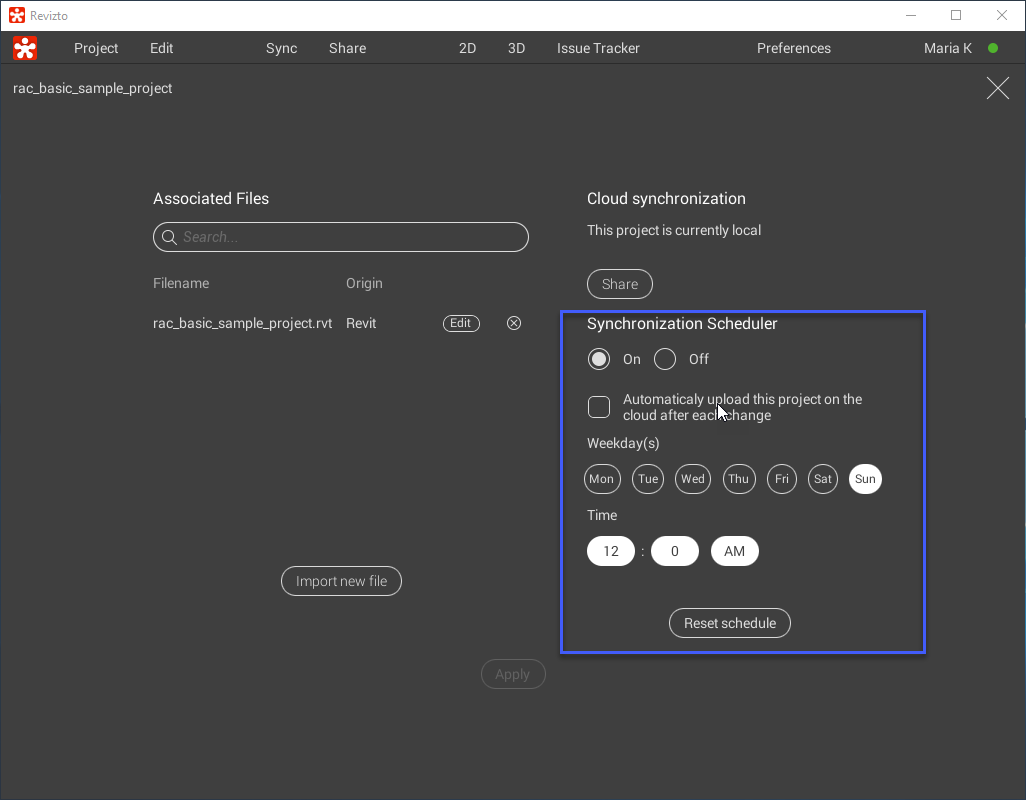 Revizto
Project Edit Sync Share 2D 3D Issue Tracker Preferences Maria K
rac_basic_sample_project
Associated Files
Search...
Filename Origin
rac_basic_sample_project.rvt Revit Edit
Import new file
Cloud synchronization
This project is currently local
Share
Synchronization Scheduler
On Off
Automaticaly upload this project on the
cloud after each change
Weekday(s)
Mon Tue Wed Thu Fri Sat Sun
Time
12 : 0 AM
Reset schedule
Apply